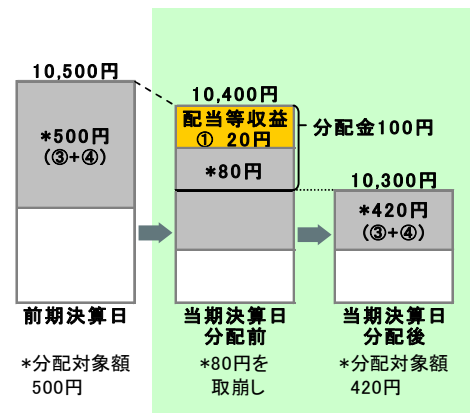 10,500円
*500円
(③+④)
前期決算日
*分配対象額
500円
10,400円
配当等収益
① 20円
*80円
分配金100円
当期決算日
分配前
*80円を
取崩し
10,300円
*420円
(③+④)
当期決算日
分配後
*分配対象額
420円